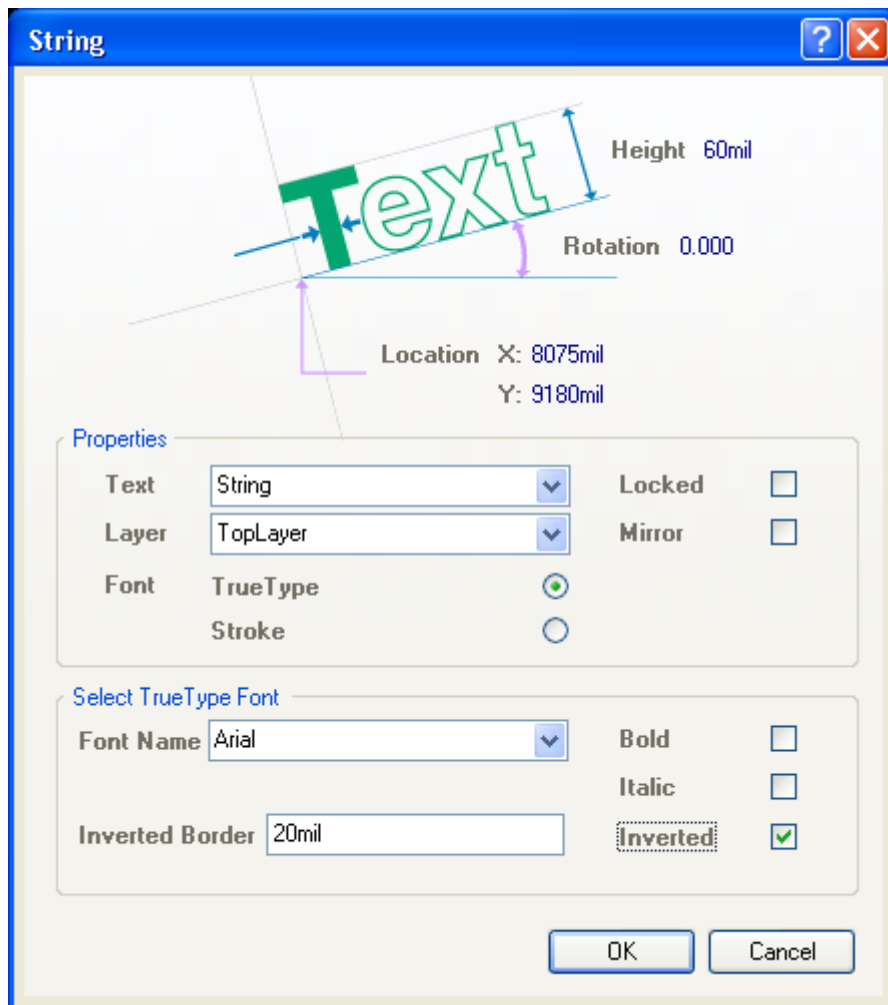 String
Text
Height 60mil
Rotation 0.000
Location X: 8075mil
Y: 9180mil
Properties
Text String Locked
Layer TopLayer Mirror
Font TrueType
Stroke
Select TrueType Font
Font Name Arial Bold
Italic
Inverted Border 20mil Inverted
OK Cancel